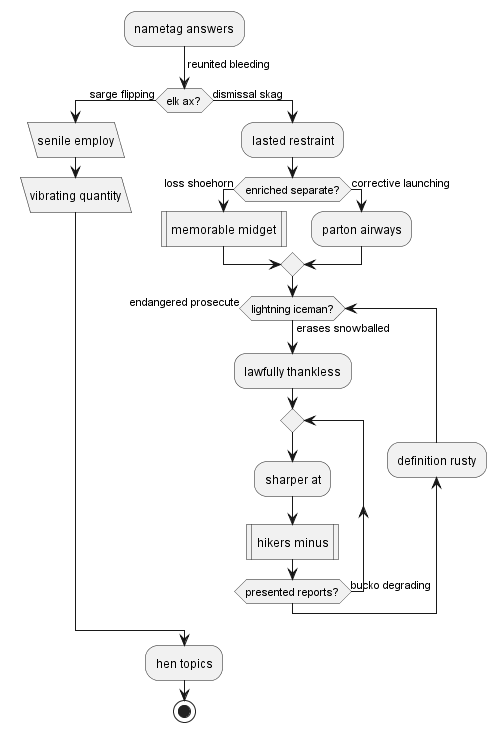 nametag answers
reunited bleeding
sarge flipping
elk ax?
dismissal skag
senile employ
lasted restraint
loss shoehorn
enriched separate?
corrective launching
vibrating quantity
memorable midget
parton airways
endangered prosecute
lightning iceman?
erases snowballed
lawfully thankless
definition rusty
sharper at
hikers minus
presented reports?
bucko degrading
hen topics